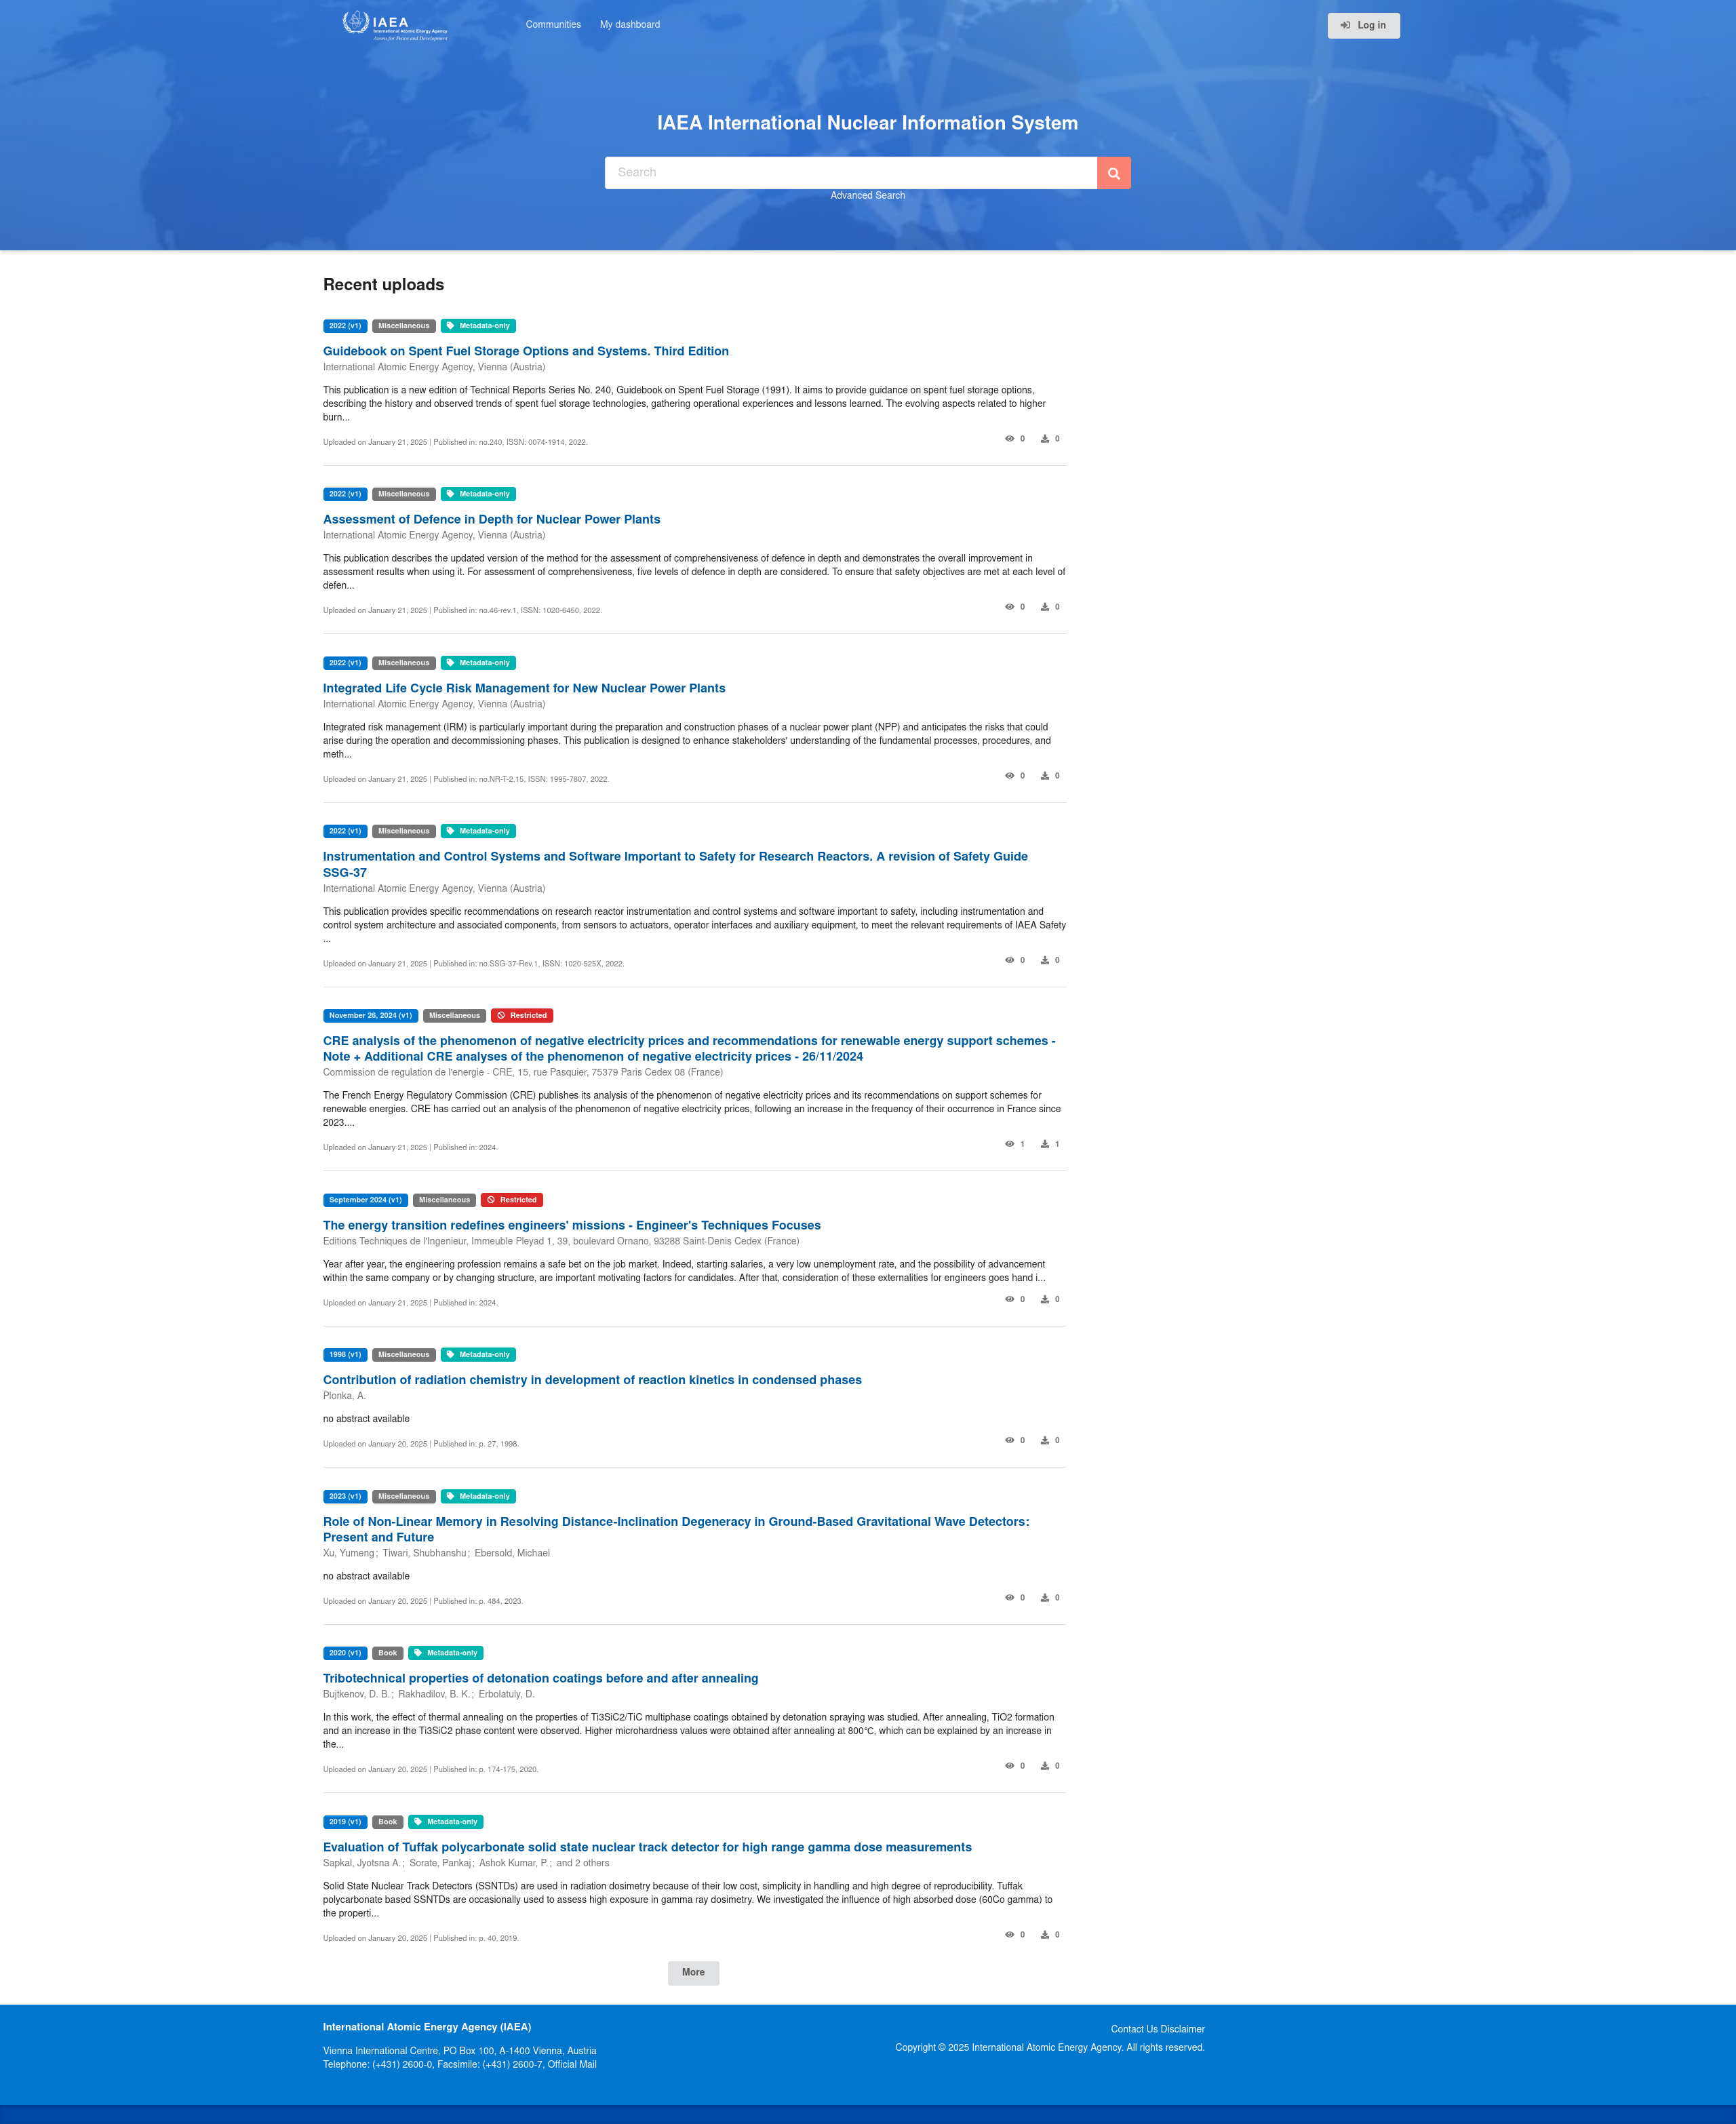 IAEA
International Atomic Energy Agency
Atoms for Peace and Development
Communities My dashboard
Log in
IAEA International Nuclear Information System
Search
Advanced Search
Recent uploads
2022 (v1) Miscellaneous Metadata-only
Guidebook on Spent Fuel Storage Options and Systems. Third Edition
International Atomic Energy Agency, Vienna (Austria)
This publication is a new edition of Technical Reports Series No. 240, Guidebook on Spent Fuel Storage (1991). It aims to provide guidance on spent fuel storage options,
describing the history and observed trends of spent fuel storage technologies, gathering operational experiences and lessons learned. The evolving aspects related to higher
burn...
Uploaded on January 21, 2025 | Published in: no.240, ISSN: 0074-1914, 2022. 0 0
2022 (v1) Miscellaneous Metadata-only
Assessment of Defence in Depth for Nuclear Power Plants
International Atomic Energy Agency, Vienna (Austria)
This publication describes the updated version of the method for the assessment of comprehensiveness of defence in depth and demonstrates the overall improvement in
assessment results when using it. For assessment of comprehensiveness, five levels of defence in depth are considered. To ensure that safety objectives are met at each level of
defen...
Uploaded on January 21, 2025 | Published in: no.46-rev.1, ISSN: 1020-6450, 2022. 0 0
2022 (v1) Miscellaneous Metadata-only
Integrated Life Cycle Risk Management for New Nuclear Power Plants
International Atomic Energy Agency, Vienna (Austria)
Integrated risk management (IRM) is particularly important during the preparation and construction phases of a nuclear power plant (NPP) and anticipates the risks that could
arise during the operation and decommissioning phases. This publication is designed to enhance stakeholders' understanding of the fundamental processes, procedures, and
meth...
Uploaded on January 21, 2025 | Published in: no.NR-T-2.15, ISSN: 1995-7807, 2022. 0 0
2022 (v1) Miscellaneous Metadata-only
Instrumentation and Control Systems and Software Important to Safety for Research Reactors. A revision of Safety Guide
SSG-37
International Atomic Energy Agency, Vienna (Austria)
This publication provides specific recommendations on research reactor instrumentation and control systems and software important to safety, including instrumentation and
control system architecture and associated components, from sensors to actuators, operator interfaces and auxiliary equipment, to meet the relevant requirements of IAEA Safety
...
Uploaded on January 21, 2025 | Published in: no.SSG-37-Rev.1, ISSN: 1020-525X, 2022. 0 0
November 26, 2024 (v1) Miscellaneous Restricted
CRE analysis of the phenomenon of negative electricity prices and recommendations for renewable energy support schemes -
Note + Additional CRE analyses of the phenomenon of negative electricity prices - 26/11/2024
Commission de regulation de l'energie - CRE, 15, rue Pasquier, 75379 Paris Cedex 08 (France)
The French Energy Regulatory Commission (CRE) publishes its analysis of the phenomenon of negative electricity prices and its recommendations on support schemes for
renewable energies. CRE has carried out an analysis of the phenomenon of negative electricity prices, following an increase in the frequency of their occurrence in France since
2023....
Uploaded on January 21, 2025 | Published in: 2024. 1 1
September 2024 (v1) Miscellaneous Restricted
The energy transition redefines engineers' missions - Engineer's Techniques Focuses
Editions Techniques de l'Ingenieur, Immeuble Pleyad 1, 39, boulevard Ornano, 93288 Saint-Denis Cedex (France)
Year after year, the engineering profession remains a safe bet on the job market. Indeed, starting salaries, a very low unemployment rate, and the possibility of advancement
within the same company or by changing structure, are important motivating factors for candidates. After that, consideration of these externalities for engineers goes hand i...
Uploaded on January 21, 2025 | Published in: 2024. 0 0
1998 (v1) Miscellaneous Metadata-only
Contribution of radiation chemistry in development of reaction kinetics in condensed phases
Plonka, A.
no abstract available
Uploaded on January 20, 2025 | Published in: p. 27, 1998. 0 0
2023 (v1) Miscellaneous Metadata-only
Role of Non-Linear Memory in Resolving Distance-Inclination Degeneracy in Ground-Based Gravitational Wave Detectors:
Present and Future
Xu, Yumeng; Tiwari, Shubhanshu; Ebersold, Michael
no abstract available
Uploaded on January 20, 2025 | Published in: p. 484, 2023. 0 0
2020 (v1) Book Metadata-only
Tribotechnical properties of detonation coatings before and after annealing
Bujtkenov, D. B.; Rakhadilov, B. K.; Erbolatuly, D.
In this work, the effect of thermal annealing on the properties of Ti3SiC2/TiC multiphase coatings obtained by detonation spraying was studied. After annealing, TiO2 formation
and an increase in the Ti3SiC2 phase content were observed. Higher microhardness values were obtained after annealing at 800℃, which can be explained by an increase in
the...
Uploaded on January 20, 2025 | Published in: p. 174-175, 2020. 0 0
2019 (v1) Book Metadata-only
Evaluation of Tuffak polycarbonate solid state nuclear track detector for high range gamma dose measurements
Sapkal, Jyotsna A.; Sorate, Pankaj; Ashok Kumar, P.; and 2 others
Solid State Nuclear Track Detectors (SSNTDs) are used in radiation dosimetry because of their low cost, simplicity in handling and high degree of reproducibility. Tuffak
polycarbonate based SSNTDs are occasionally used to assess high exposure in gamma ray dosimetry. We investigated the influence of high absorbed dose (60Co gamma) to
the properti...
Uploaded on January 20, 2025 | Published in: p. 40, 2019. 0 0
More
International Atomic Energy Agency (IAEA)
Vienna International Centre, PO Box 100, A-1400 Vienna, Austria
Telephone: (+431) 2600-0, Facsimile: (+431) 2600-7, Official Mail
Contact Us Disclaimer
Copyright © 2025 International Atomic Energy Agency. All rights reserved.